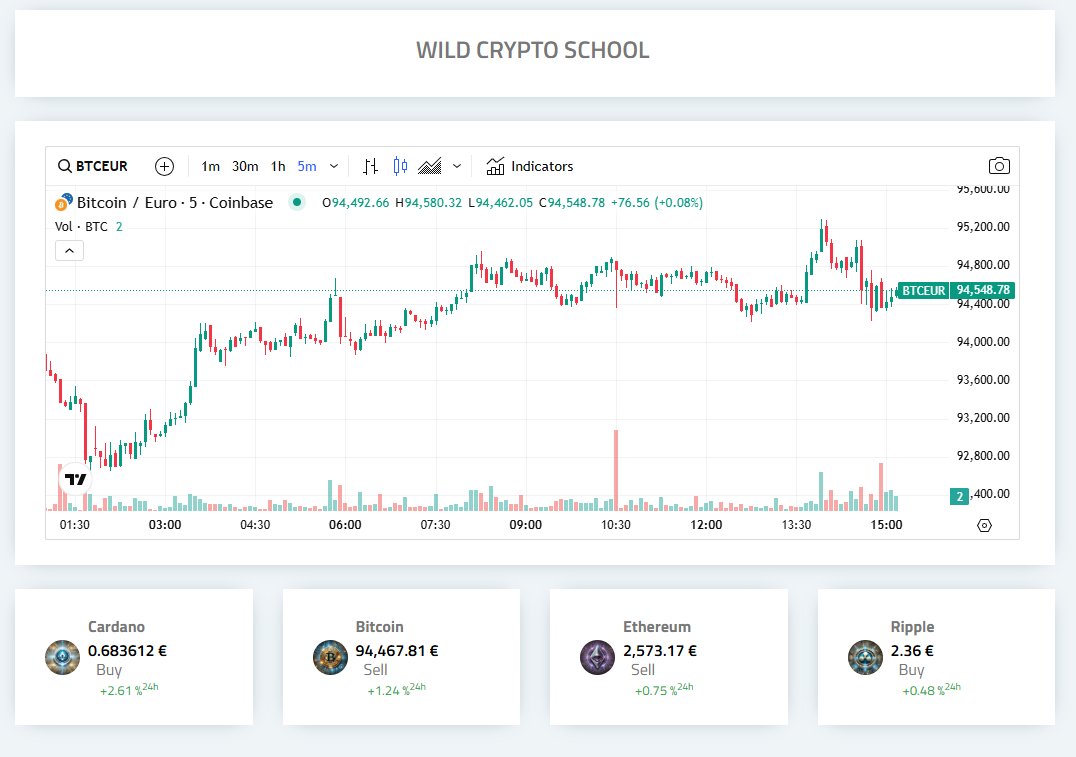 WILD CRYPTO SCHOOL
BTCEUR 1m 30m 1h 5m Indicators
Bitcoin / Euro · 5 · Coinbase O94,492.66 H94,580.32 L94,462.05 C94,548.78 +76.56 (+0.08%)
Vol · BTC 2
95,600.00
95,200.00
94,800.00
BTCEUR 94,548.78
94,400.00
94,000.00
93,600.00
93,200.00
92,800.00
2 ,400.00
01:30 03:00 04:30 06:00 07:30 09:00 10:30 12:00 13:30 15:00
Cardano
0.683612 €
Buy
+2.61 % 24h
Bitcoin
94,467.81 €
Sell
+1.24 % 24h
Ethereum
2,573.17 €
Sell
+0.75 % 24h
Ripple
2.36 €
Buy
+0.48 % 24h